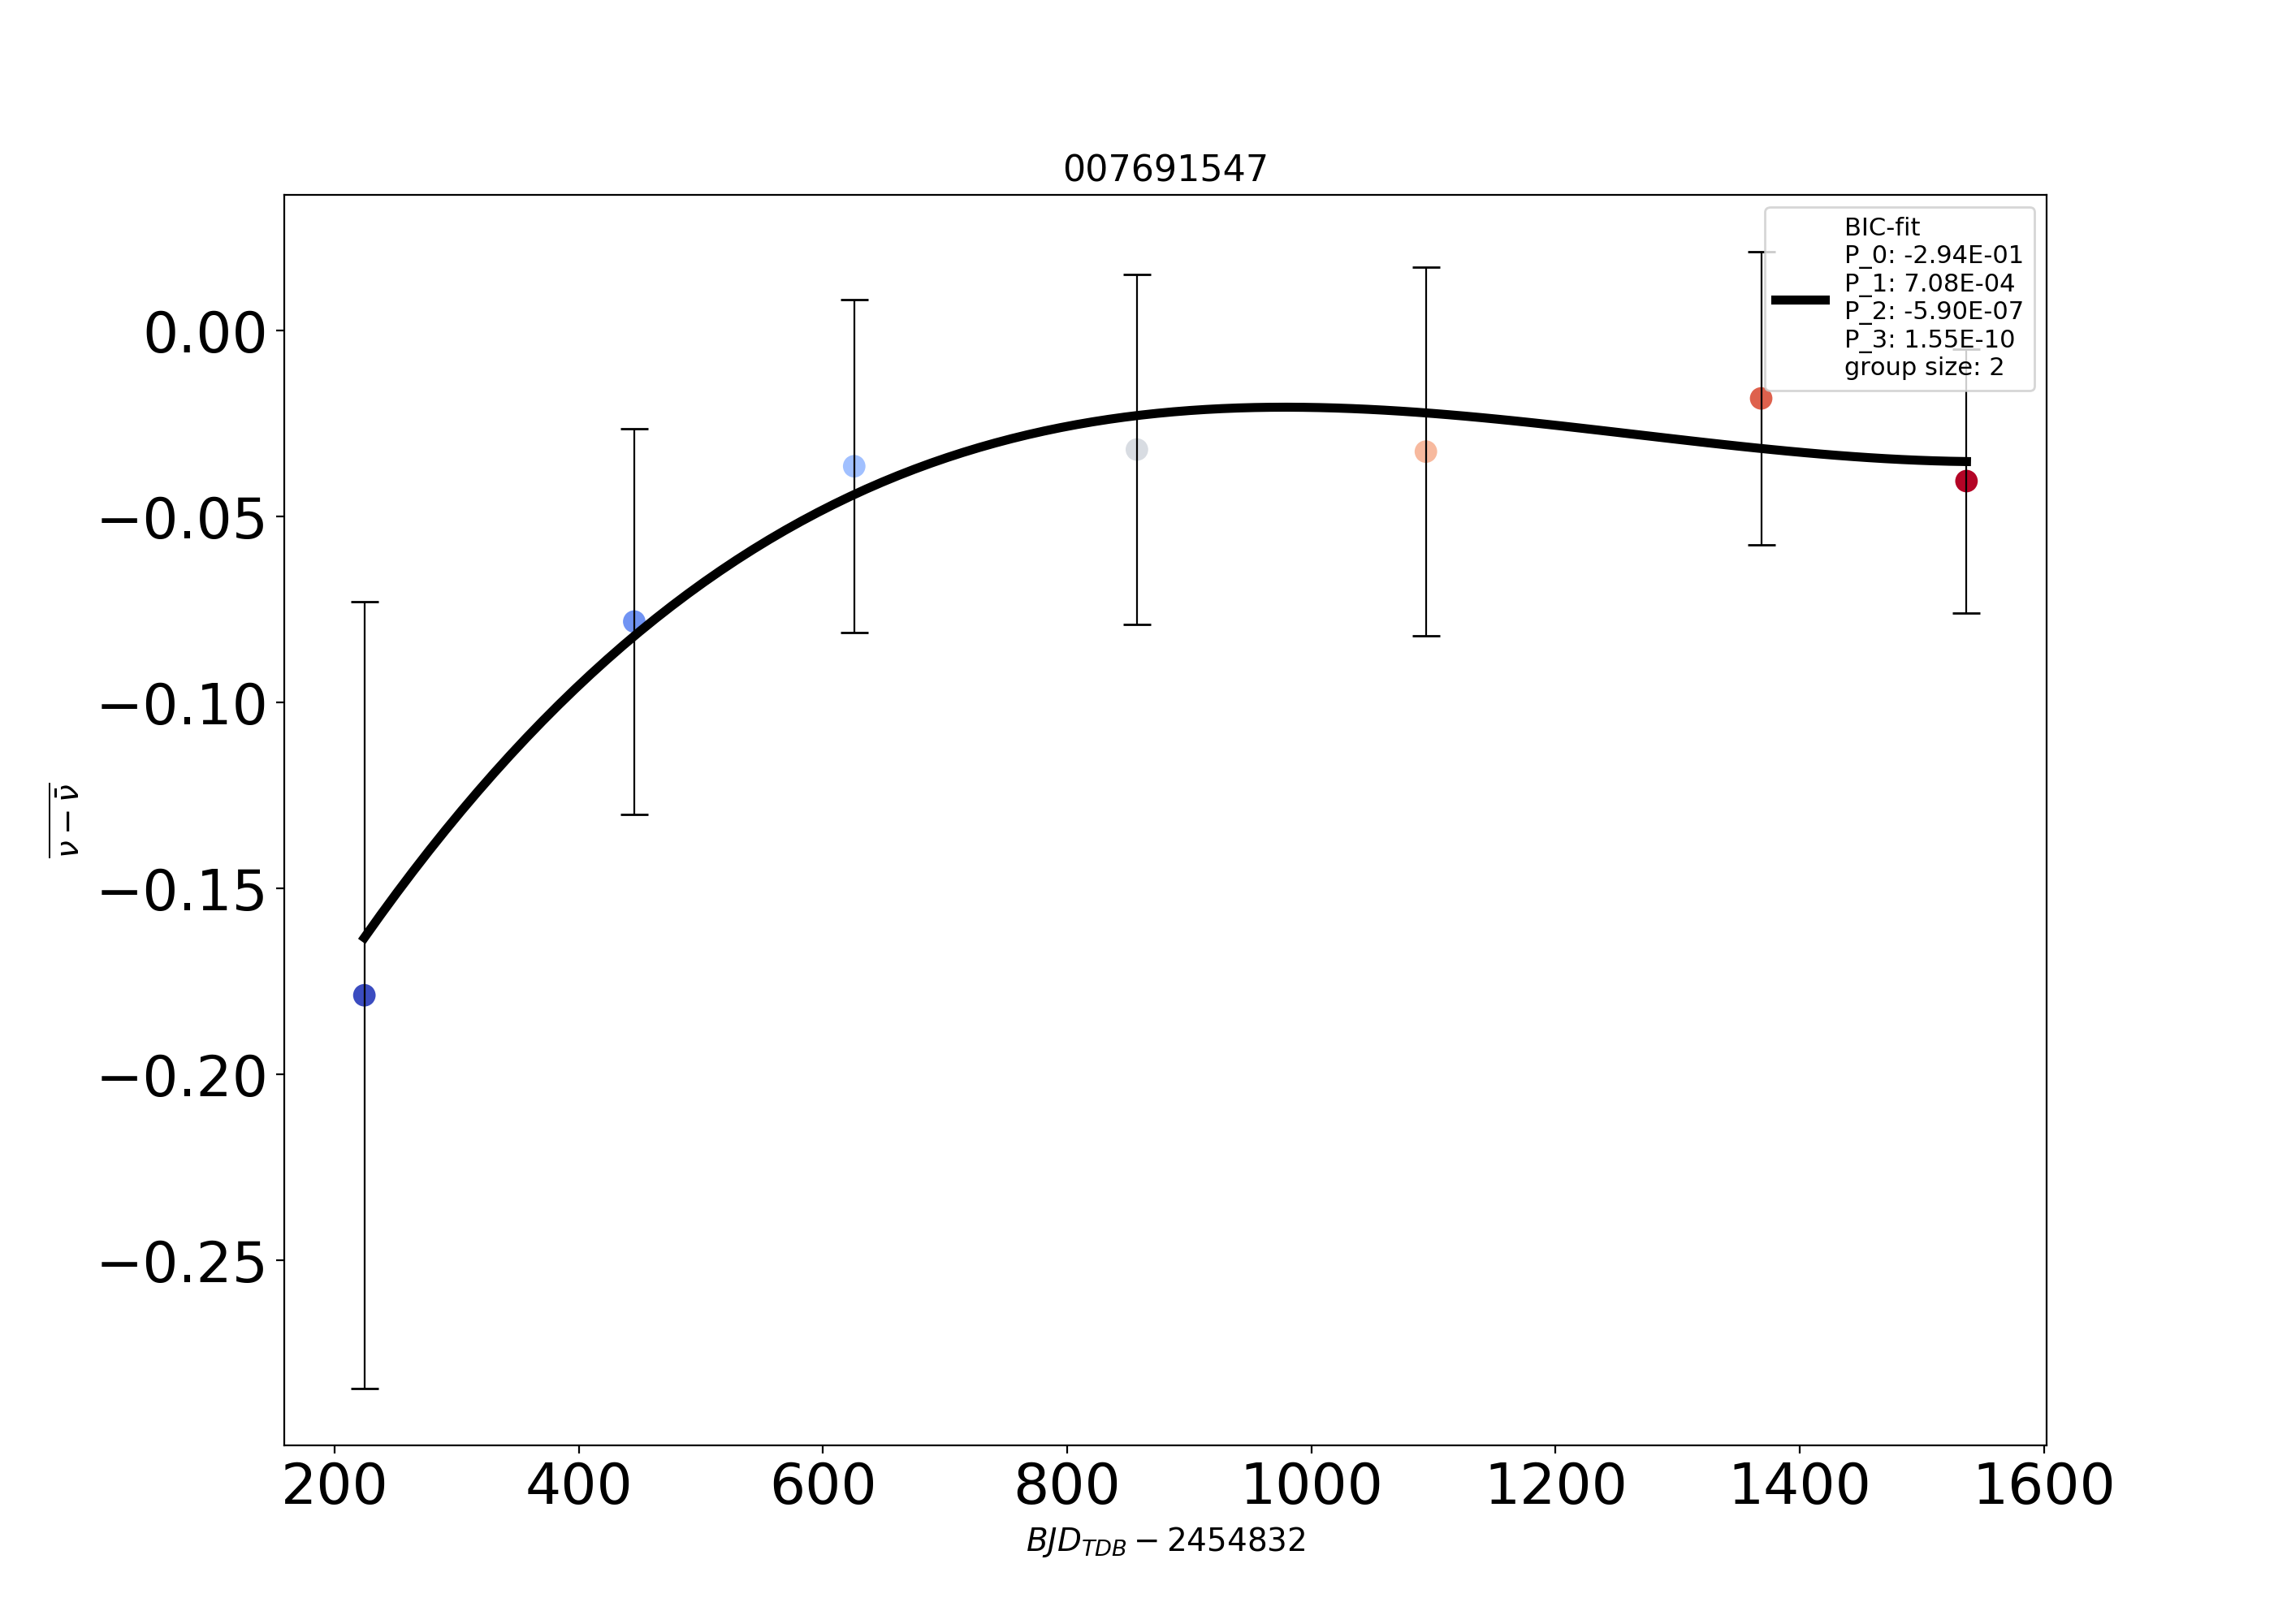 007691547
BIC-fit
P_0: -2.94E-01
P_1: 7.08E-04
P_2: -5.90E-07
P_3: 1.55E-10
group size: 2
0.00
−0.05
−0.10
−0.15
−0.20
−0.25
ν − ν̄
200 400 600 800 1000 1200 1400 1600
BJD_TDB − 2454832